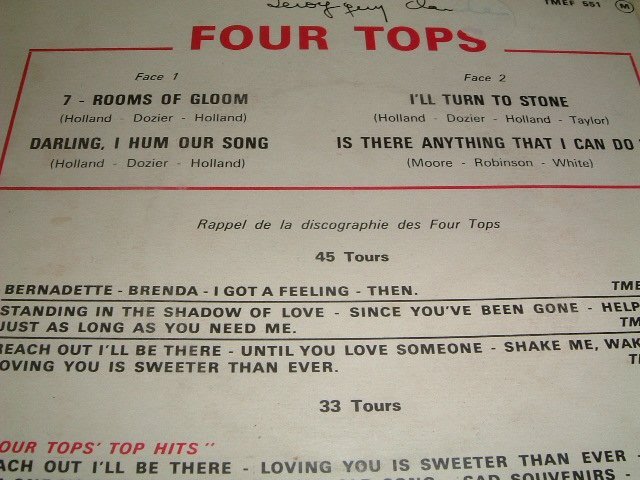 TMEF 551 M
FOUR TOPS
Face 1
7 - ROOMS OF GLOOM
(Holland - Dozier - Holland)
DARLING, I HUM OUR SONG
(Holland - Dozier - Holland)
Face 2
I'LL TURN TO STONE
(Holland - Dozier - Holland - Taylor)
IS THERE ANYTHING THAT I CAN DO
(Moore - Robinson - White)
Rappel de la discographie des Four Tops
45 Tours
BERNADETTE - BRENDA - I GOT A FEELING - THEN. TME
STANDING IN THE SHADOW OF LOVE - SINCE YOU'VE BEEN GONE - HELP
JUST AS LONG AS YOU NEED ME. TM
REACH OUT I'LL BE THERE - UNTIL YOU LOVE SOMEONE - SHAKE ME, WAK
OVING YOU IS SWEETER THAN EVER. T
33 Tours
OUR TOPS' TOP HITS"
ACH OUT I'LL BE THERE - LOVING YOU IS SWEETER THAN EVER -
SAD SOUVENIRS -